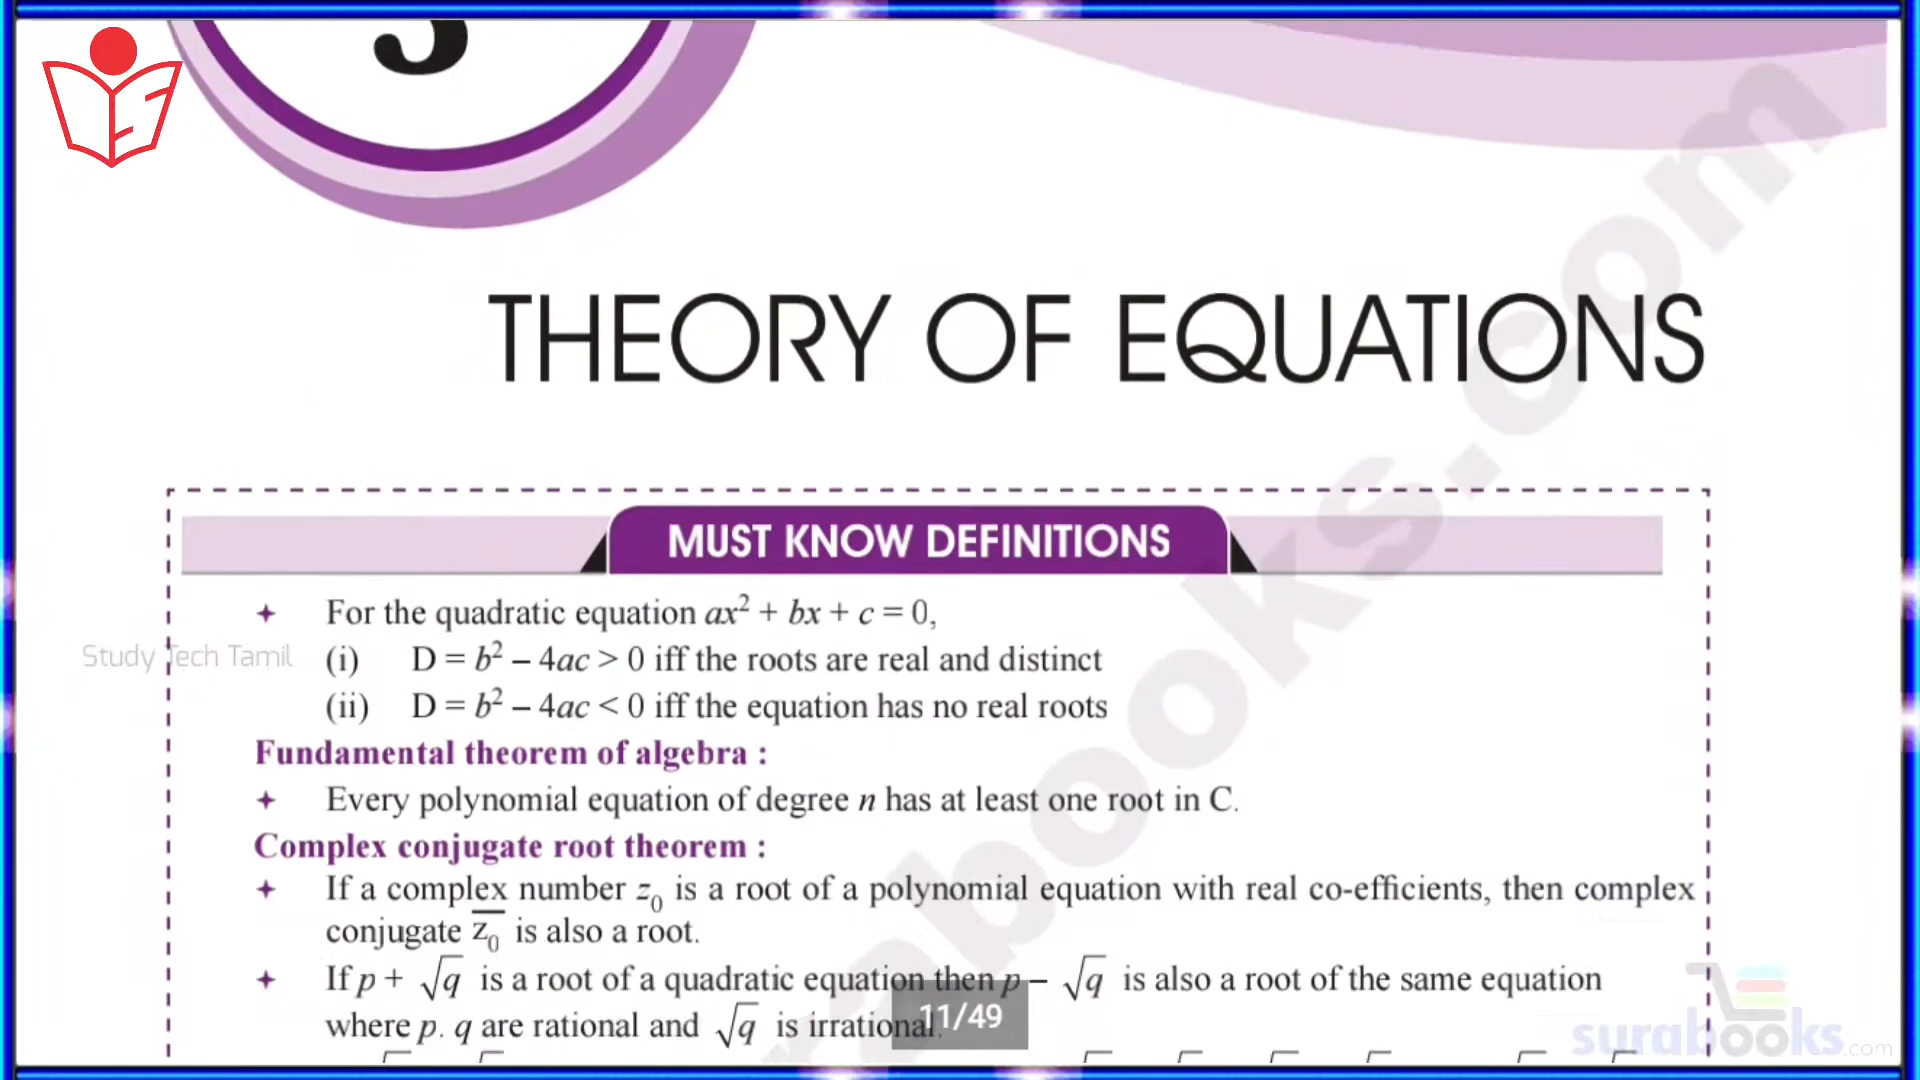 3
THEORY OF EQUATIONS
MUST KNOW DEFINITIONS
For the quadratic equation ax² + bx + c = 0,
Study Tech Tamil
(i) D = b² – 4ac > 0 iff the roots are real and distinct
(ii) D = b² – 4ac < 0 iff the equation has no real roots
Fundamental theorem of algebra :
Every polynomial equation of degree n has at least one root in C.
Complex conjugate root theorem :
If a complex number z₀ is a root of a polynomial equation with real co-efficients, then complex
conjugate z̅₀ is also a root.
If p + √q is a root of a quadratic equation then p – √q is also a root of the same equation
where p. q are rational and √q is irrational.
11/49
surabooks.com
surabooks.com